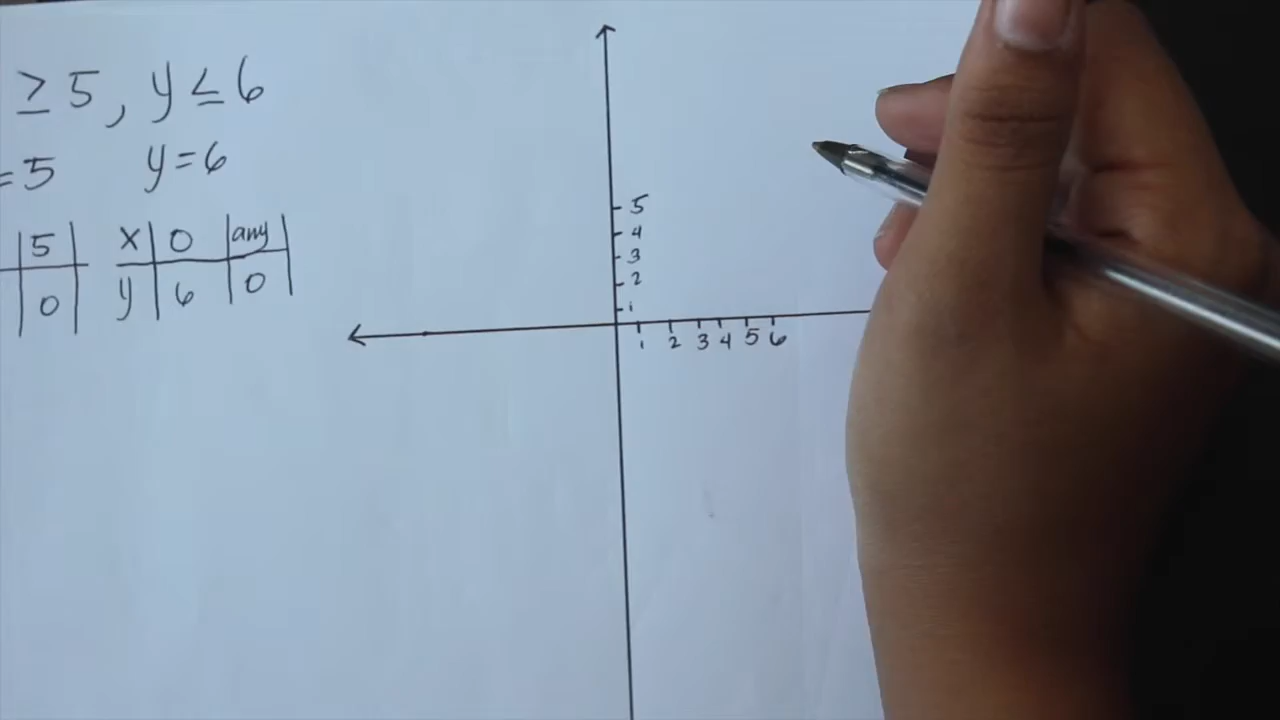 ≥ 5, y ≤ 6
= 5 y = 6
5 x 0 any
0 y 6 0
5
4
3
2
1
1 2 3 4 5 6